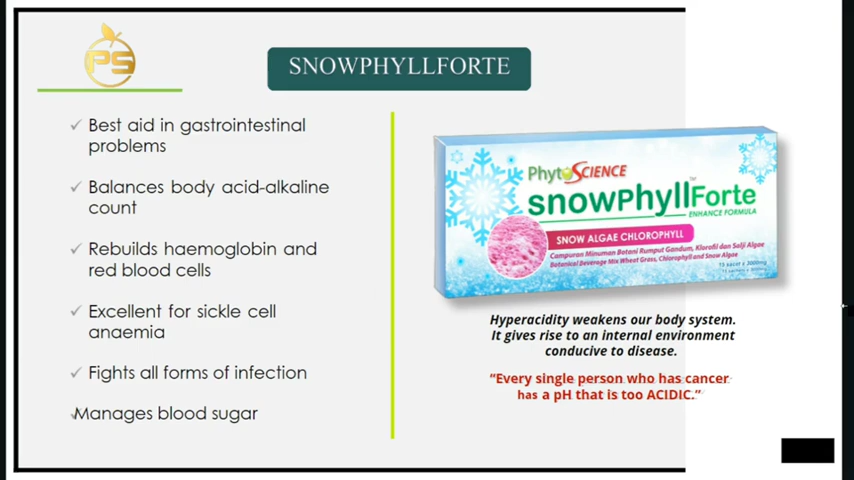 PS
SNOWPHYLLFORTE
✓ Best aid in gastrointestinal
problems
✓ Balances body acid-alkaline
count
✓ Rebuilds haemoglobin and
red blood cells
✓ Excellent for sickle cell
anaemia
✓ Fights all forms of infection
✓Manages blood sugar
PhytoSCIENCE
snowPhyllForte™
ENHANCE FORMULA
SNOW ALGAE CHLOROPHYLL
Campuran Minuman Botani Rumput Gandum, Klorofil dan Salji Algae
Botanical Beverage Mix Wheat Grass, Chlorophyll and Snow Algae
15 sacet x 3000mg
Hyperacidity weakens our body system.
It gives rise to an internal environment
conducive to disease.
“Every single person who has cancer
has a pH that is too ACIDIC.”